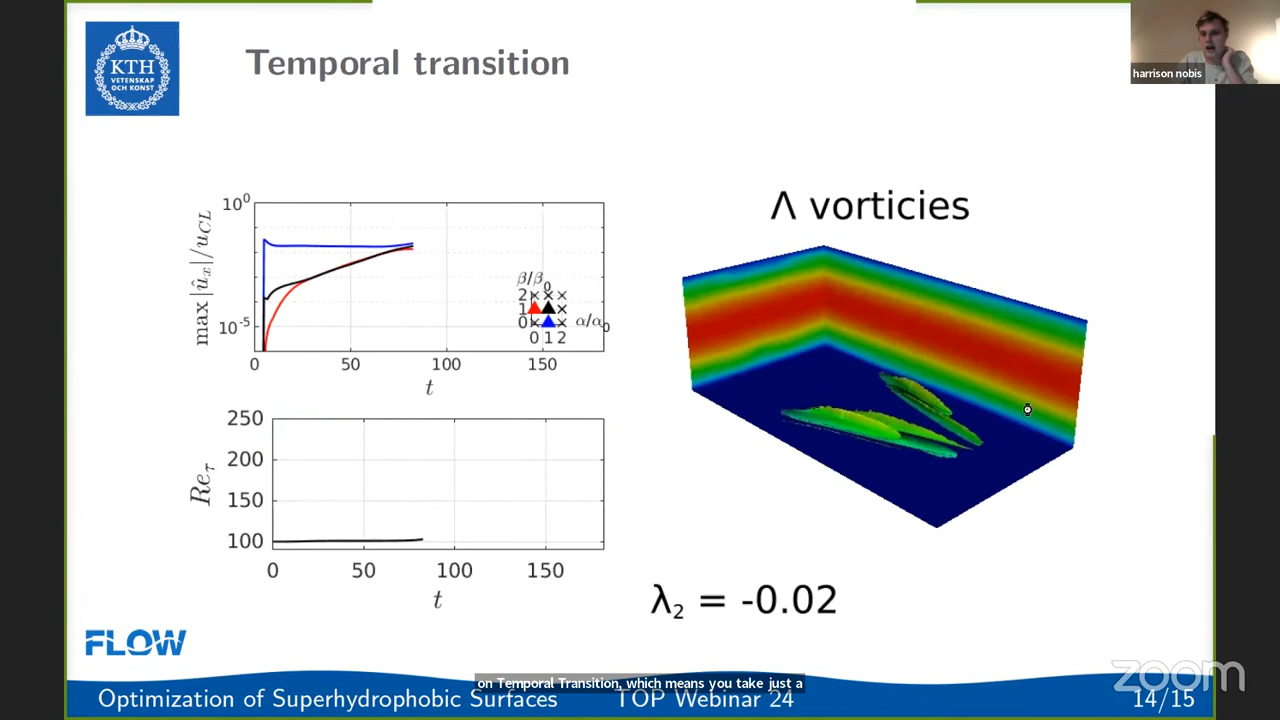 KTH
VETENSKAP
OCH KONST
Temporal transition
harrison nobis
Λ vorticies
max |û_x|/u_CL
10^0
10^-5
0 50 100 150
t
β/β_0
2 × × ×
1 ×
0 × × α/α_0
0 1 2
Re_τ
250
200
150
100
0 50 100 150
t
λ₂ = -0.02
FLOW
on Temporal Transition, which means you take just a
Optimization of Superhydrophobic Surfaces TOP Webinar 24 14/15
zoom